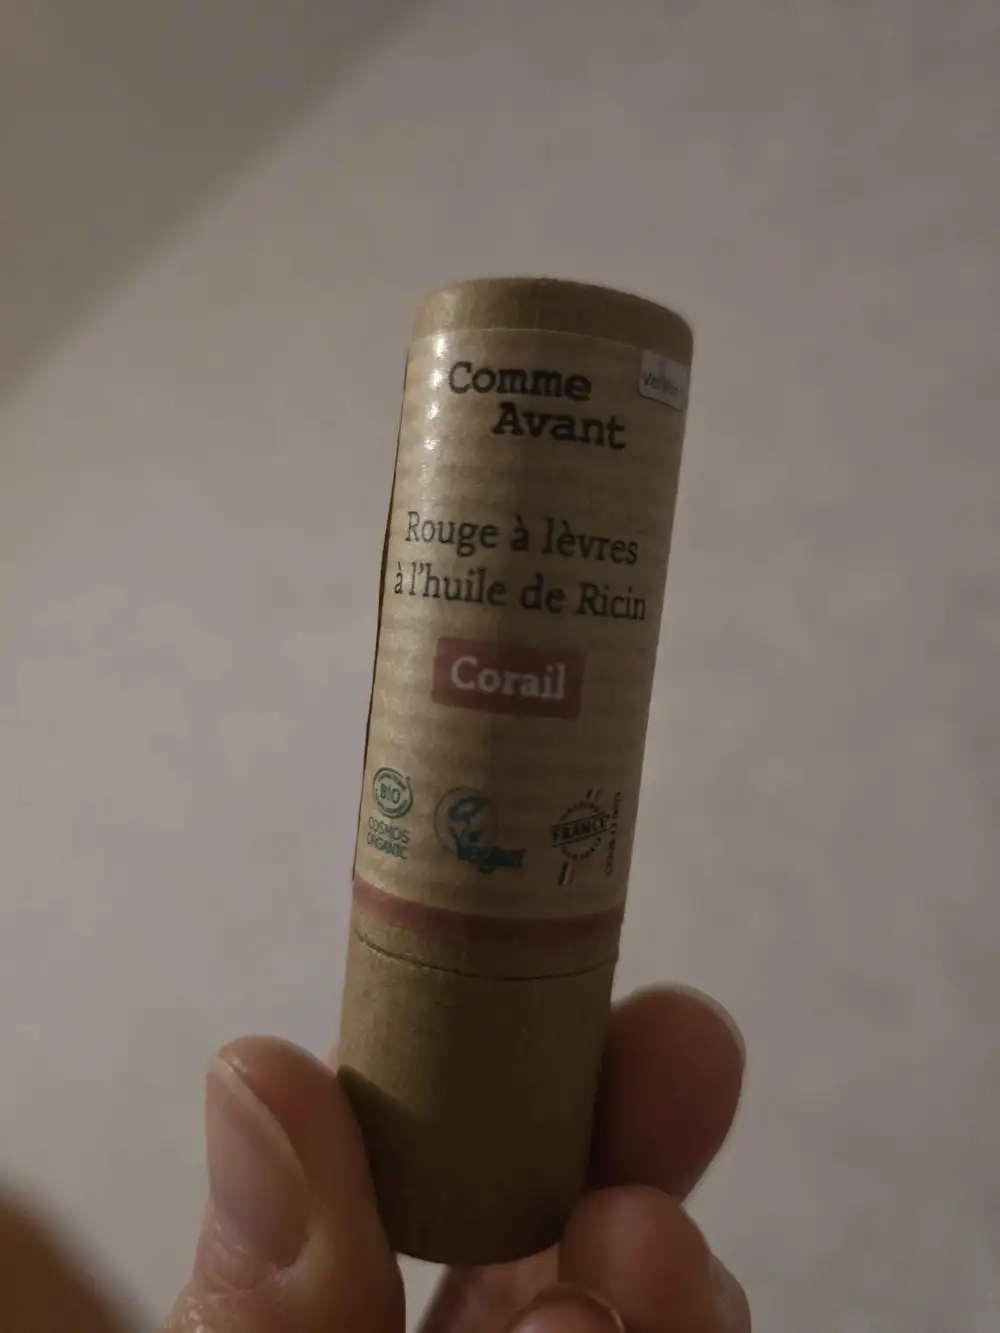 Comme
Avant
Rouge à lèvres
à l'huile de Ricin
Corail
BIO
COSMOS
ORGANIC
Vegan
FRANCE